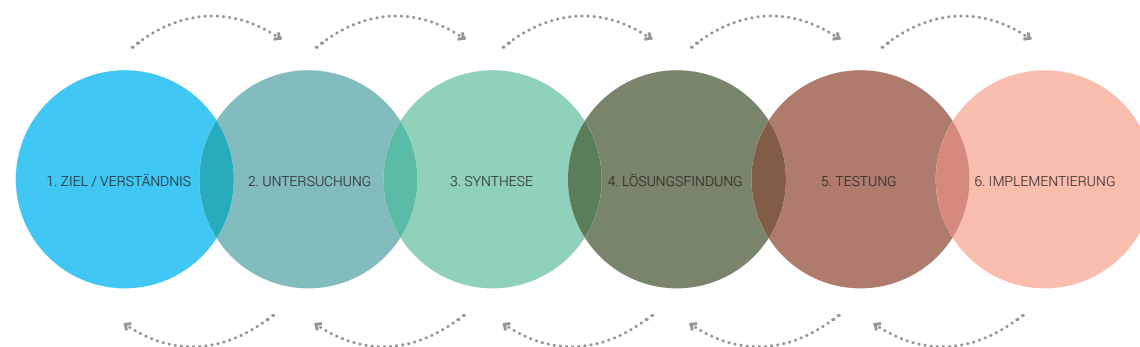 1. ZIEL / VERSTÄNDNIS
2. UNTERSUCHUNG
3. SYNTHESE
4. LÖSUNGSFINDUNG
5. TESTUNG
6. IMPLEMENTIERUNG